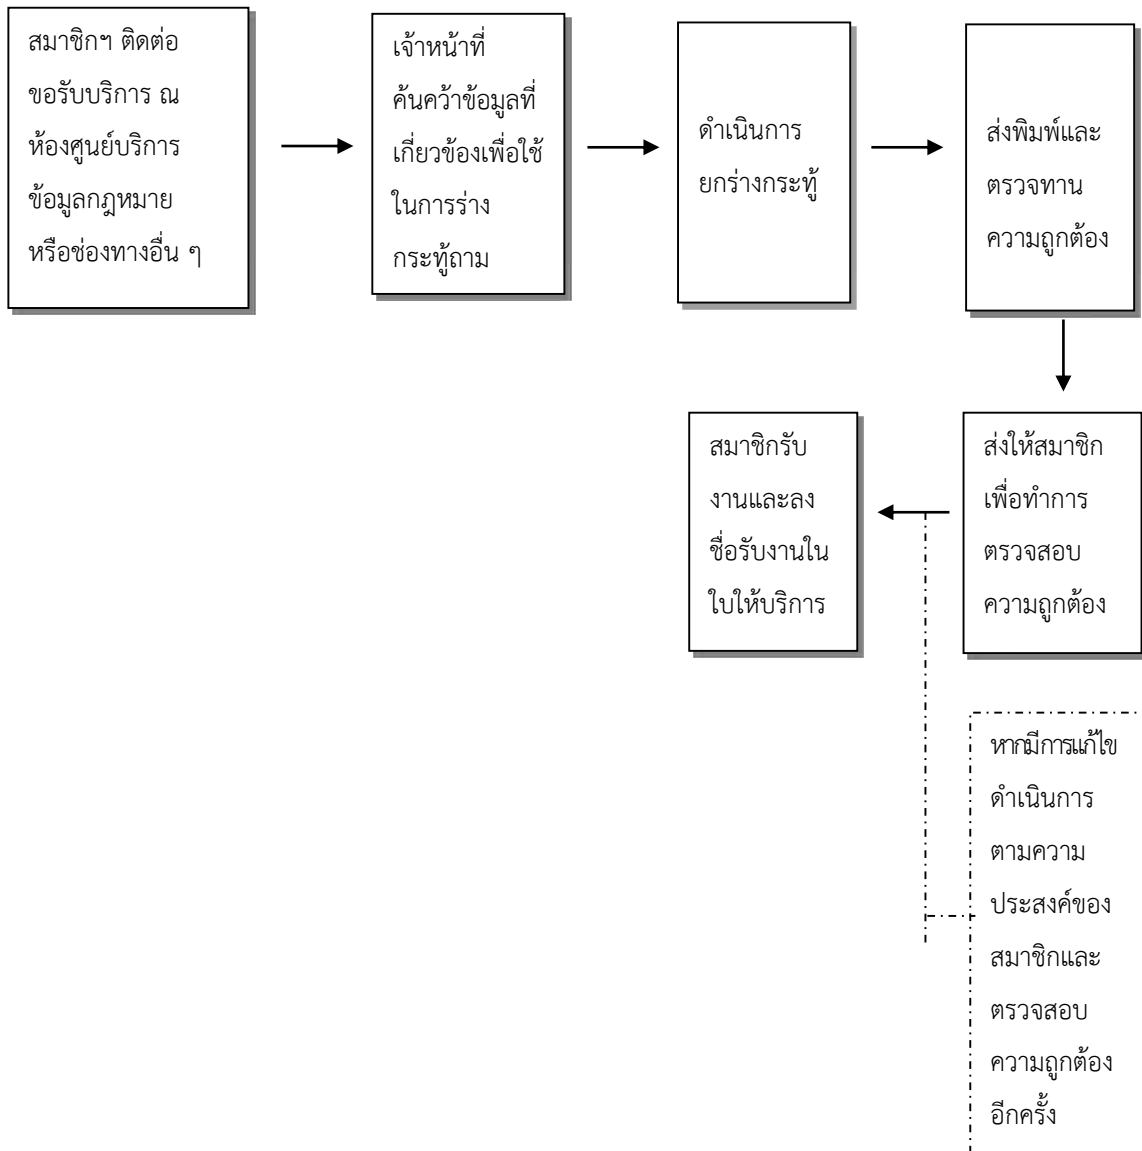 สมาชิกฯ ติดต่อ
ขอรับบริการ ณ
ห้องศูนย์บริการ
ข้อมูลกฎหมาย
หรือช่องทางอื่น ๆ
เจ้าหน้าที่
ค้นคว้าข้อมูลที่
เกี่ยวข้องเพื่อใช้
ในการร่าง
กระทู้ถาม
ดำเนินการ
ยกร่างกระทู้
ส่งพิมพ์และ
ตรวจทาน
ความถูกต้อง
ส่งให้สมาชิก
เพื่อทำการ
ตรวจสอบ
ความถูกต้อง
สมาชิกรับ
งานและลง
ชื่อรับงานใน
ใบให้บริการ
หากมีการแก้ไข
ดำเนินการ
ตามความ
ประสงค์ของ
สมาชิกและ
ตรวจสอบ
ความถูกต้อง
อีกครั้ง